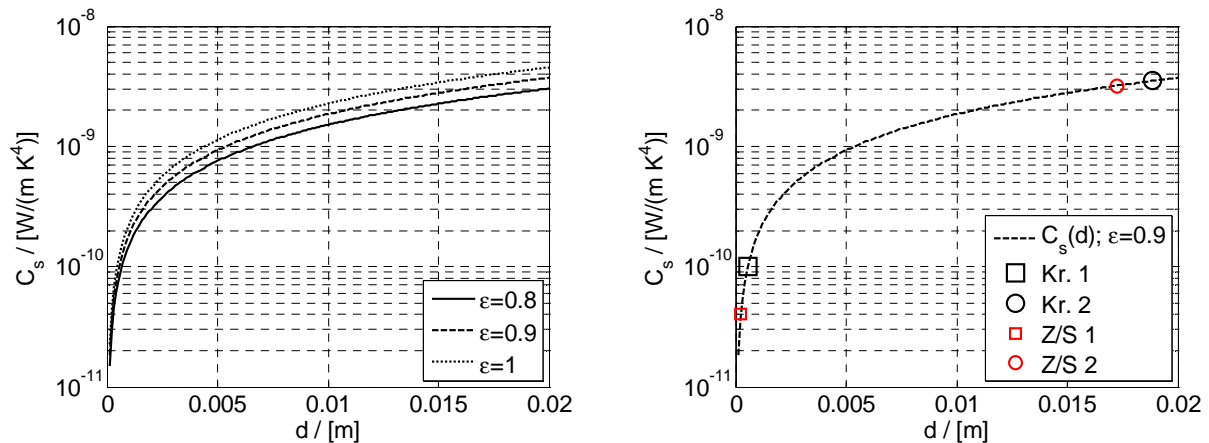 10^-8
10^-9
10^-10
10^-11
C_s / [W/(m K^4)]
0
0.005
0.01
0.015
0.02
d / [m]
ε=0.8
ε=0.9
ε=1
10^-8
10^-9
10^-10
10^-11
C_s / [W/(m K^4)]
0
0.005
0.01
0.015
0.02
d / [m]
C_s(d); ε=0.9
Kr. 1
Kr. 2
Z/S 1
Z/S 2